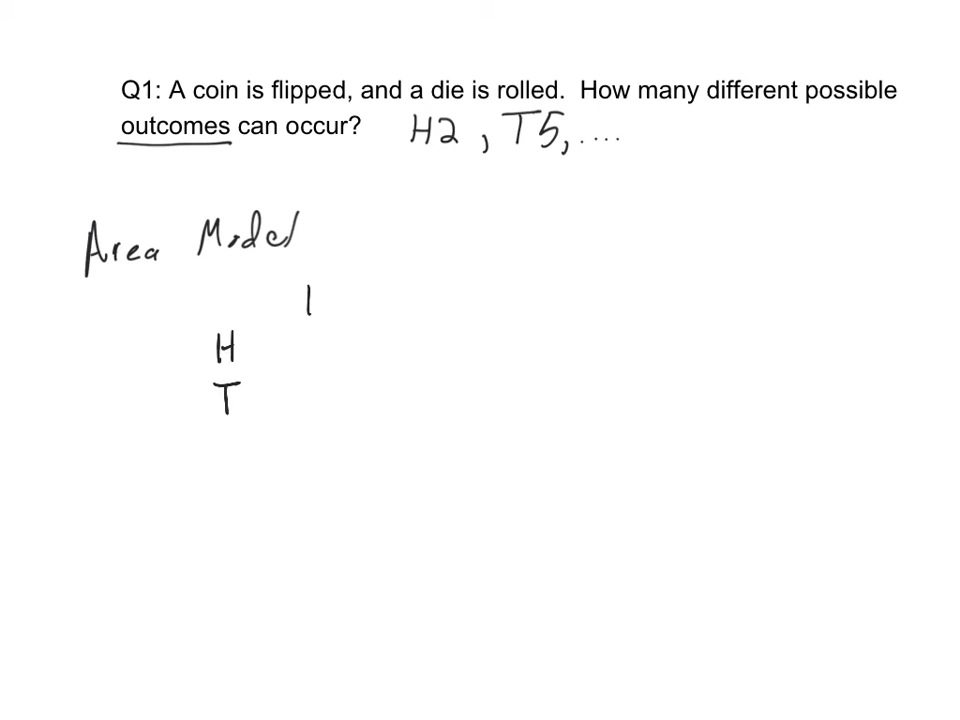 Q1: A coin is flipped, and a die is rolled.  How many different possible
outcomes can occur? H2, T5, ....
Area Model
1
H
T